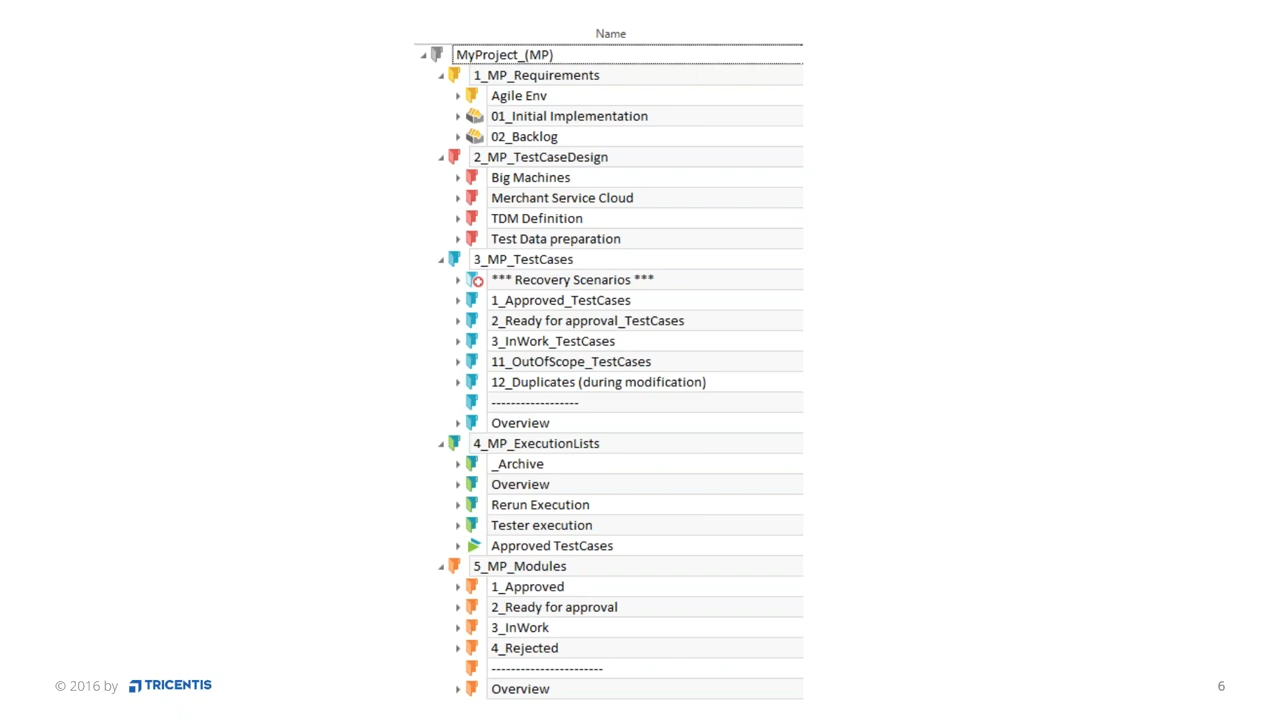 Name
MyProject_(MP)
1_MP_Requirements
Agile Env
01_Initial Implementation
02_Backlog
2_MP_TestCaseDesign
Big Machines
Merchant Service Cloud
TDM Definition
Test Data preparation
3_MP_TestCases
*** Recovery Scenarios ***
1_Approved_TestCases
2_Ready for approval_TestCases
3_InWork_TestCases
11_OutOfScope_TestCases
12_Duplicates (during modification)
------------------
Overview
4_MP_ExecutionLists
_Archive
Overview
Rerun Execution
Tester execution
Approved TestCases
5_MP_Modules
1_Approved
2_Ready for approval
3_InWork
4_Rejected
-----------------------
Overview
© 2016 by TRICENTIS
6